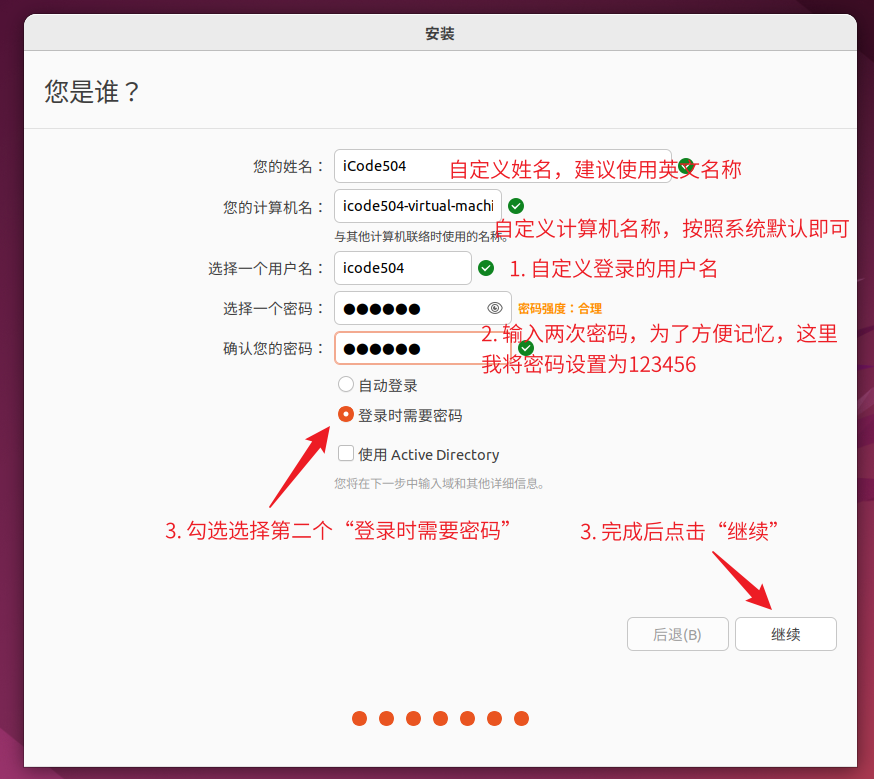 安装
您是谁？
您的姓名：
iCode504
自定义姓名，建议使用英文名称
您的计算机名：
icode504-virtual-machi
与其他计算机联络时使用的名称。
自定义计算机名称，按照系统默认即可
选择一个用户名：
icode504
1. 自定义登录的用户名
选择一个密码：
●●●●●●
密码强度：合理
2. 输入两次密码，为了方便记忆，这里
我将密码设置为123456
确认您的密码：
●●●●●●
自动登录
登录时需要密码
使用 Active Directory
您将在下一步中输入域和其他详细信息。
3. 勾选选择第二个“登录时需要密码”
3. 完成后点击“继续”
后退(B)
继续